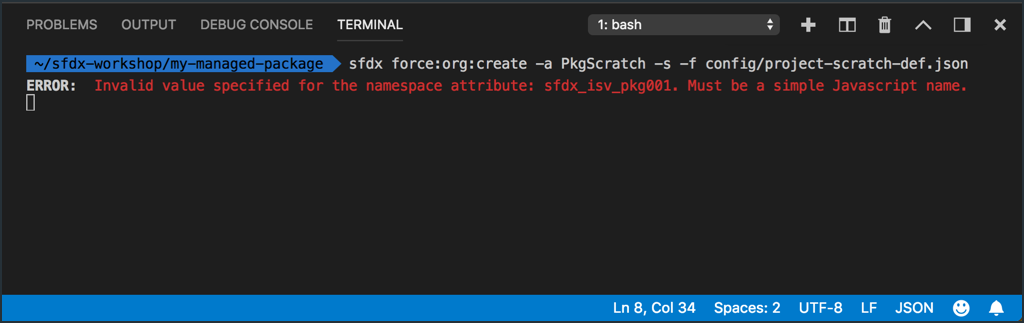 PROBLEMS OUTPUT DEBUG CONSOLE TERMINAL 1: bash
~/sfdx-workshop/my-managed-package sfdx force:org:create -a PkgScratch -s -f config/project-scratch-def.json
ERROR: Invalid value specified for the namespace attribute: sfdx_isv_pkg001. Must be a simple Javascript name.
Ln 8, Col 34 Spaces: 2 UTF-8 LF JSON